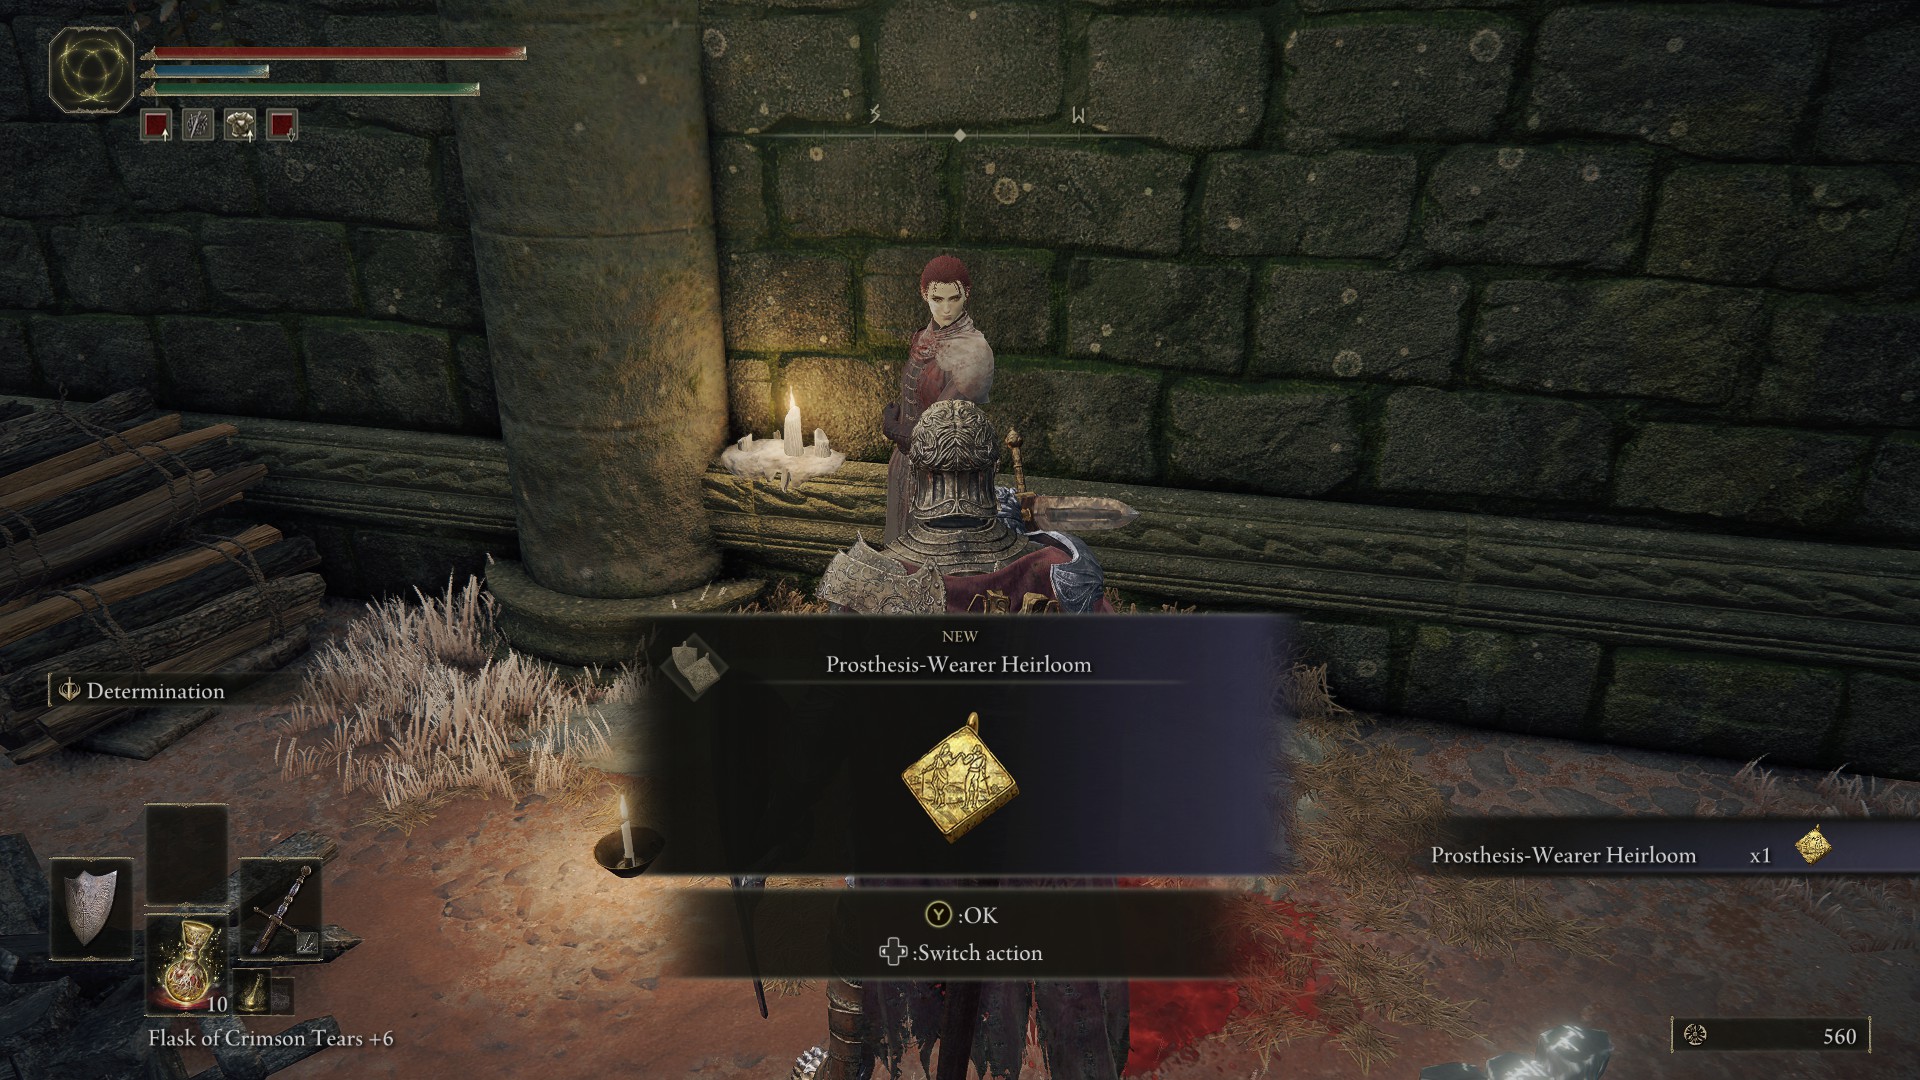 S W
NEW
Prosthesis-Wearer Heirloom
Determination
Prosthesis-Wearer Heirloom x1
Y :OK
:Switch action
10
Flask of Crimson Tears +6
560